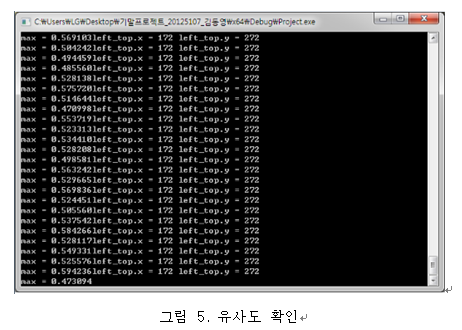 C:₩Users₩LG₩Desktop₩기말프로젝트_20125107_김동영₩x64₩Debug₩Project.exe
max = 0.569103left_top.x = 172 left_top.y = 272
max = 0.504242left_top.x = 172 left_top.y = 272
max = 0.494459left_top.x = 172 left_top.y = 272
max = 0.485560left_top.x = 172 left_top.y = 272
max = 0.528138left_top.x = 172 left_top.y = 272
max = 0.575720left_top.x = 172 left_top.y = 272
max = 0.514644left_top.x = 172 left_top.y = 272
max = 0.470998left_top.x = 172 left_top.y = 272
max = 0.553719left_top.x = 172 left_top.y = 272
max = 0.523313left_top.x = 172 left_top.y = 272
max = 0.534410left_top.x = 172 left_top.y = 272
max = 0.528208left_top.x = 172 left_top.y = 272
max = 0.498581left_top.x = 172 left_top.y = 272
max = 0.563242left_top.x = 172 left_top.y = 272
max = 0.529665left_top.x = 172 left_top.y = 272
max = 0.569836left_top.x = 172 left_top.y = 272
max = 0.524451left_top.x = 172 left_top.y = 272
max = 0.505560left_top.x = 172 left_top.y = 272
max = 0.537542left_top.x = 172 left_top.y = 272
max = 0.584266left_top.x = 172 left_top.y = 272
max = 0.528117left_top.x = 172 left_top.y = 272
max = 0.549331left_top.x = 172 left_top.y = 272
max = 0.525576left_top.x = 172 left_top.y = 272
max = 0.594236left_top.x = 172 left_top.y = 272
max = 0.473094
그림 5. 유사도 확인